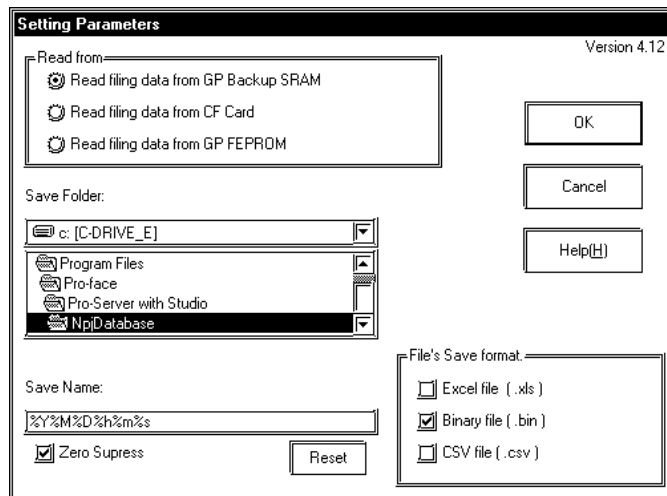 Setting Parameters
Version 4.12
Read from
Read filing data from GP Backup SRAM
Read filing data from CF Card
Read filing data from GP FEPROM
OK
Cancel
Help(H)
Save Folder:
c: [C-DRIVE_E]
Program Files
Pro-face
Pro-Server with Studio
NpjDatabase
File's Save format.
Excel file ( .xls )
Binary file ( .bin )
CSV file ( .csv )
Save Name:
%Y%M%D%h%m%s
Zero Supress
Reset